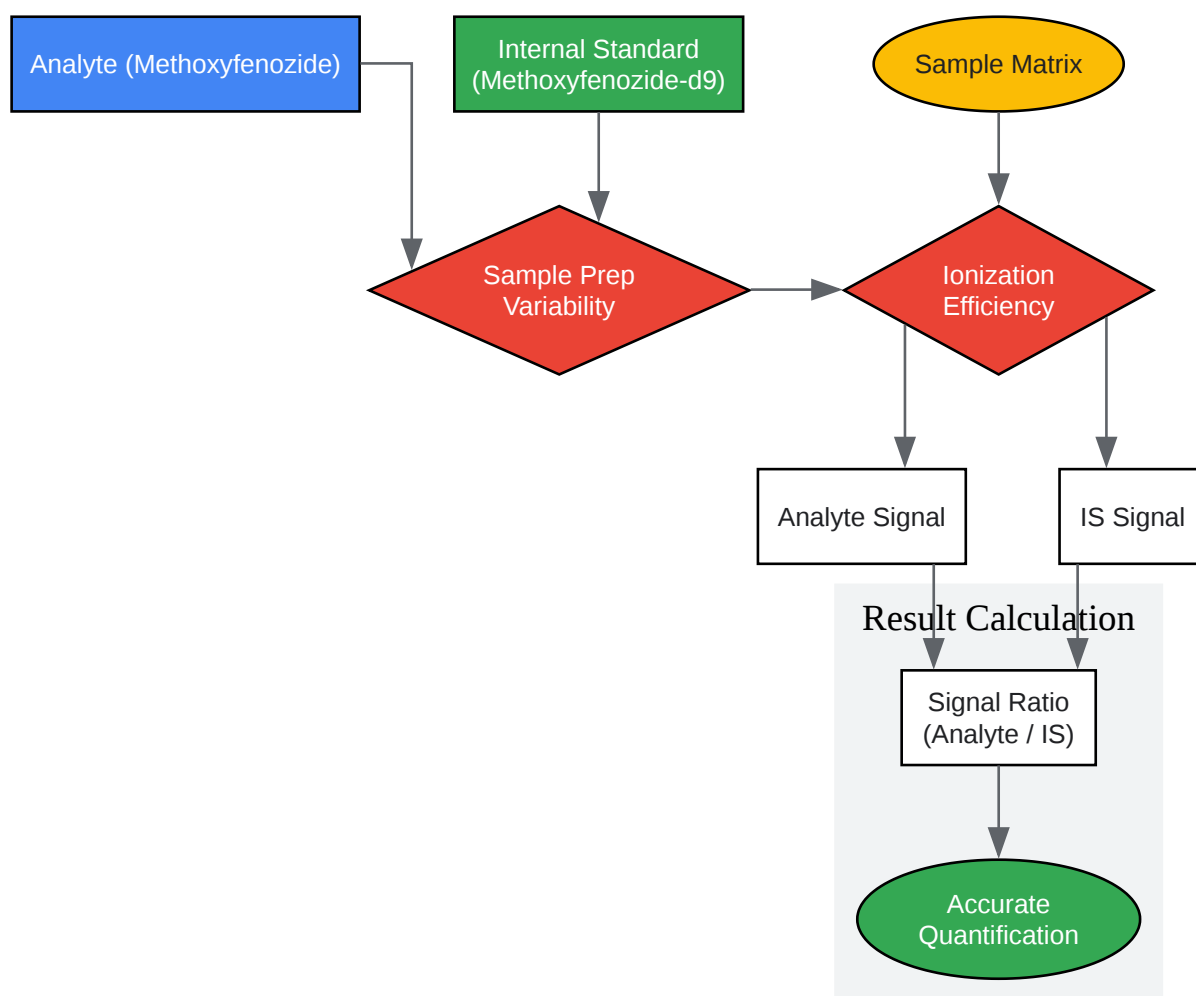 Analyte (Methoxyfenozide)
Internal Standard
(Methoxyfenozide-d9)
Sample Matrix
Sample Prep
Variability
Ionization
Efficiency
Analyte Signal
IS Signal
Result Calculation
Signal Ratio
(Analyte / IS)
Accurate
Quantification